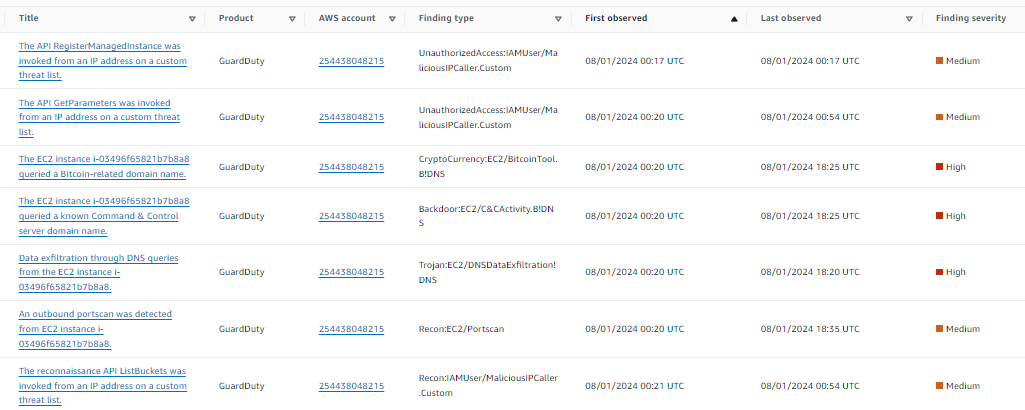 Title Product AWS account Finding type First observed Last observed Finding severity
The API RegisterManagedInstance was
invoked from an IP address on a custom
threat list.
GuardDuty 254438048215
UnauthorizedAccess:IAMUser/Ma
liciousIPCaller.Custom
08/01/2024 00:17 UTC 08/01/2024 00:17 UTC Medium
The API GetParameters was invoked
from an IP address on a custom threat
list.
GuardDuty 254438048215
UnauthorizedAccess:IAMUser/Ma
liciousIPCaller.Custom
08/01/2024 00:20 UTC 08/01/2024 00:54 UTC Medium
The EC2 instance i-03496f65821b7b8a8
queried a Bitcoin-related domain name.
GuardDuty 254438048215
CryptoCurrency:EC2/BitcoinTool.
B!DNS
08/01/2024 00:20 UTC 08/01/2024 18:25 UTC High
The EC2 instance i-03496f65821b7b8a8
queried a known Command & Control
server domain name.
GuardDuty 254438048215
Backdoor:EC2/C&CActivity.B!DN
S
08/01/2024 00:20 UTC 08/01/2024 18:25 UTC High
Data exfiltration through DNS queries
from the EC2 instance i-
03496f65821b7b8a8.
GuardDuty 254438048215
Trojan:EC2/DNSDataExfiltration!
DNS
08/01/2024 00:20 UTC 08/01/2024 18:20 UTC High
An outbound portscan was detected
from EC2 instance i-
03496f65821b7b8a8.
GuardDuty 254438048215
Recon:EC2/Portscan
08/01/2024 00:20 UTC 08/01/2024 18:35 UTC Medium
The reconnaissance API ListBuckets was
invoked from an IP address on a custom
threat list.
GuardDuty 254438048215
Recon:IAMUser/MaliciousIPCaller
.Custom
08/01/2024 00:21 UTC 08/01/2024 00:54 UTC Medium